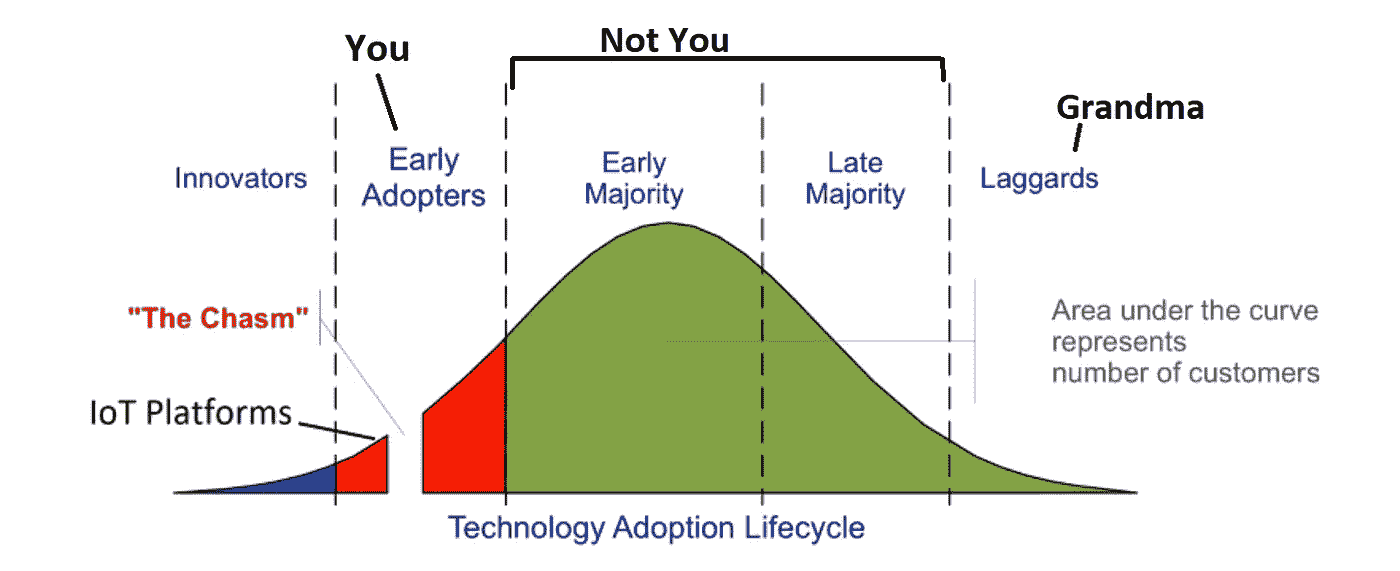 You
Not You
Grandma
Innovators
Early
Adopters
Early
Majority
Late
Majority
Laggards
"The Chasm"
IoT Platforms
Area under the curve
represents
number of customers
Technology Adoption Lifecycle